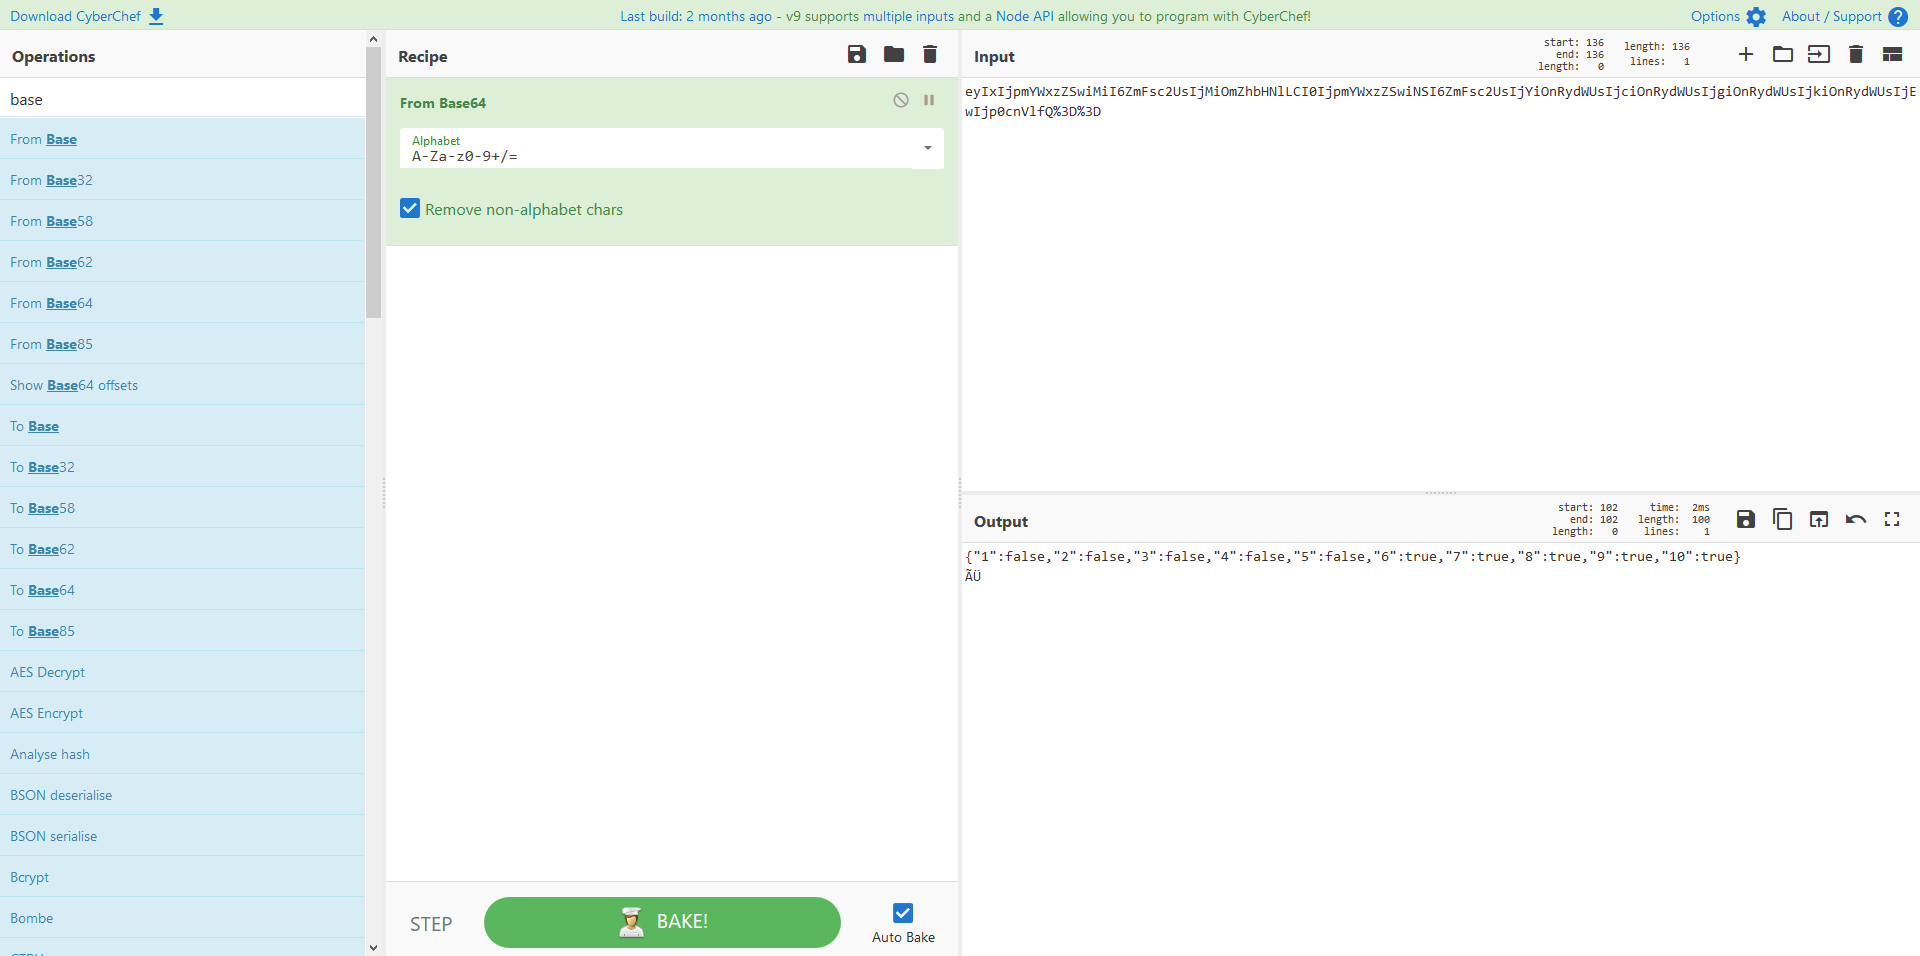 Download CyberChef
Last build: 2 months ago - v9 supports multiple inputs and a Node API allowing you to program with CyberChef!
Options
About / Support
Operations
base
From Base
From Base32
From Base58
From Base62
From Base64
From Base85
Show Base64 offsets
To Base
To Base32
To Base58
To Base62
To Base64
To Base85
AES Decrypt
AES Encrypt
Analyse hash
BSON deserialise
BSON serialise
Bcrypt
Bombe
Recipe
From Base64
Alphabet
A-Za-z0-9+/=
Remove non-alphabet chars
STEP
BAKE!
Auto Bake
Input
start: 136
end: 136
length: 0
length: 136
lines: 1
eyIxIjpmYWxzZSwiMiI6ZmFsc2UsIjMiOmZhbHNlLCI0IjpmYWxzZSwiNSI6ZmFsc2UsIjYiOnRydWUsIjciOnRydWUsIjgiOnRydWUsIjkiOnRydWUsIjE
wIjp0cnVlfQ%3D%3D
Output
start: 102
end: 102
length: 0
time: 2ms
length: 100
lines: 1
{"1":false,"2":false,"3":false,"4":false,"5":false,"6":true,"7":true,"8":true,"9":true,"10":true}
ÃÜ